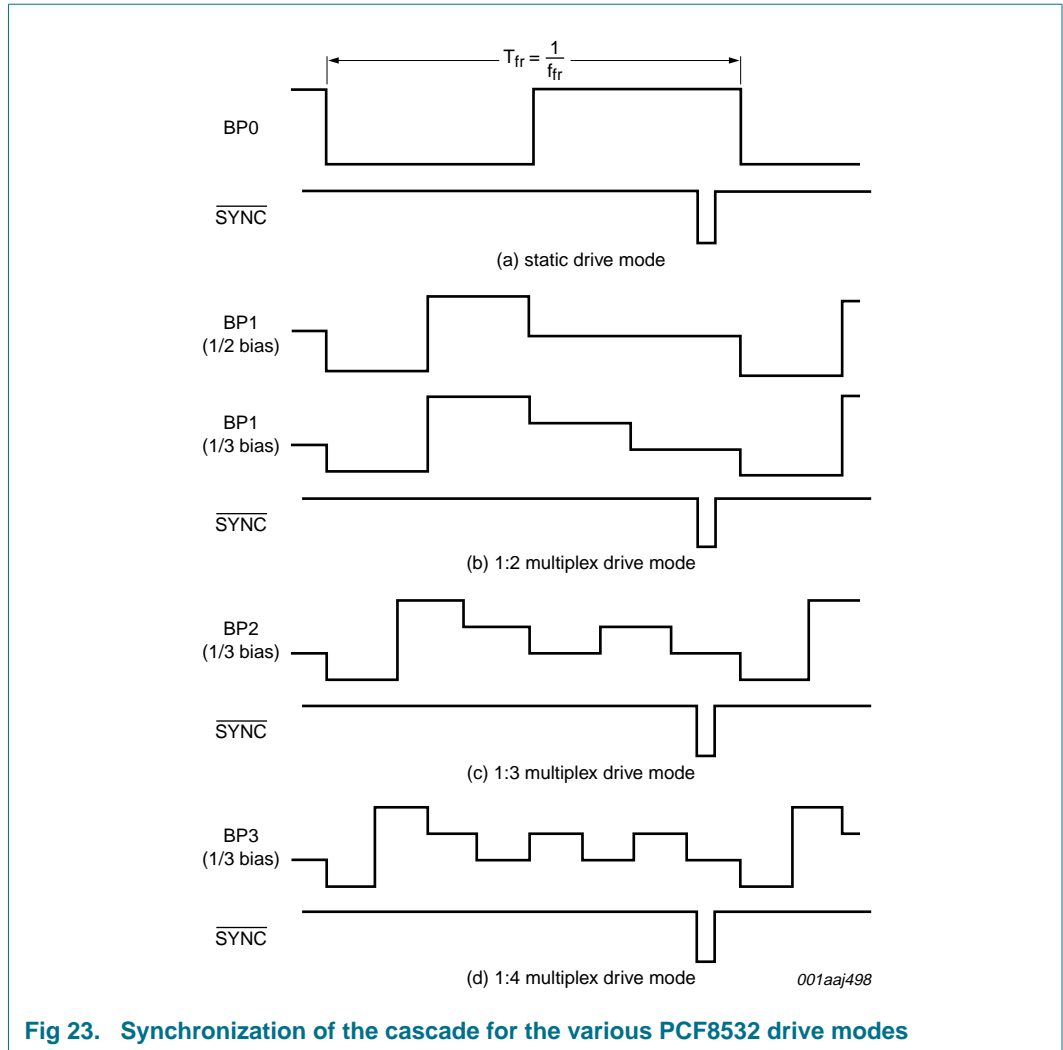 T_fr = 1/f_fr
BP0
SYNC
(a) static drive mode
BP1
(1/2 bias)
BP1
(1/3 bias)
SYNC
(b) 1:2 multiplex drive mode
BP2
(1/3 bias)
SYNC
(c) 1:3 multiplex drive mode
BP3
(1/3 bias)
SYNC
(d) 1:4 multiplex drive mode
001aaj498
Fig 23. Synchronization of the cascade for the various PCF8532 drive modes